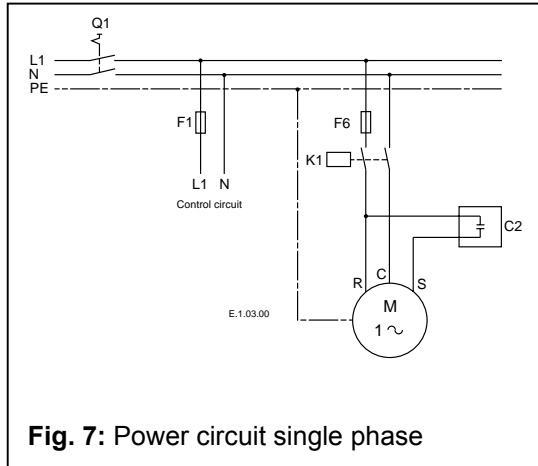 Q1
L1
N
PE
F1
F6
K1
L1 N
Control circuit
C2
R C S
M
1 ~
E.1.03.00
Fig. 7: Power circuit single phase